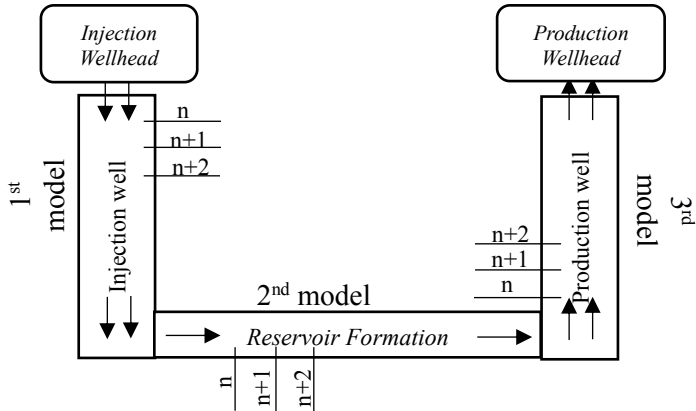 Injection
Wellhead
Production
Wellhead
n
n+1
n+2
1st
model
Injection well
n+2
n+1
n
Production well
3rd
model
2nd model
Reservoir Formation
n
n+1
n+2